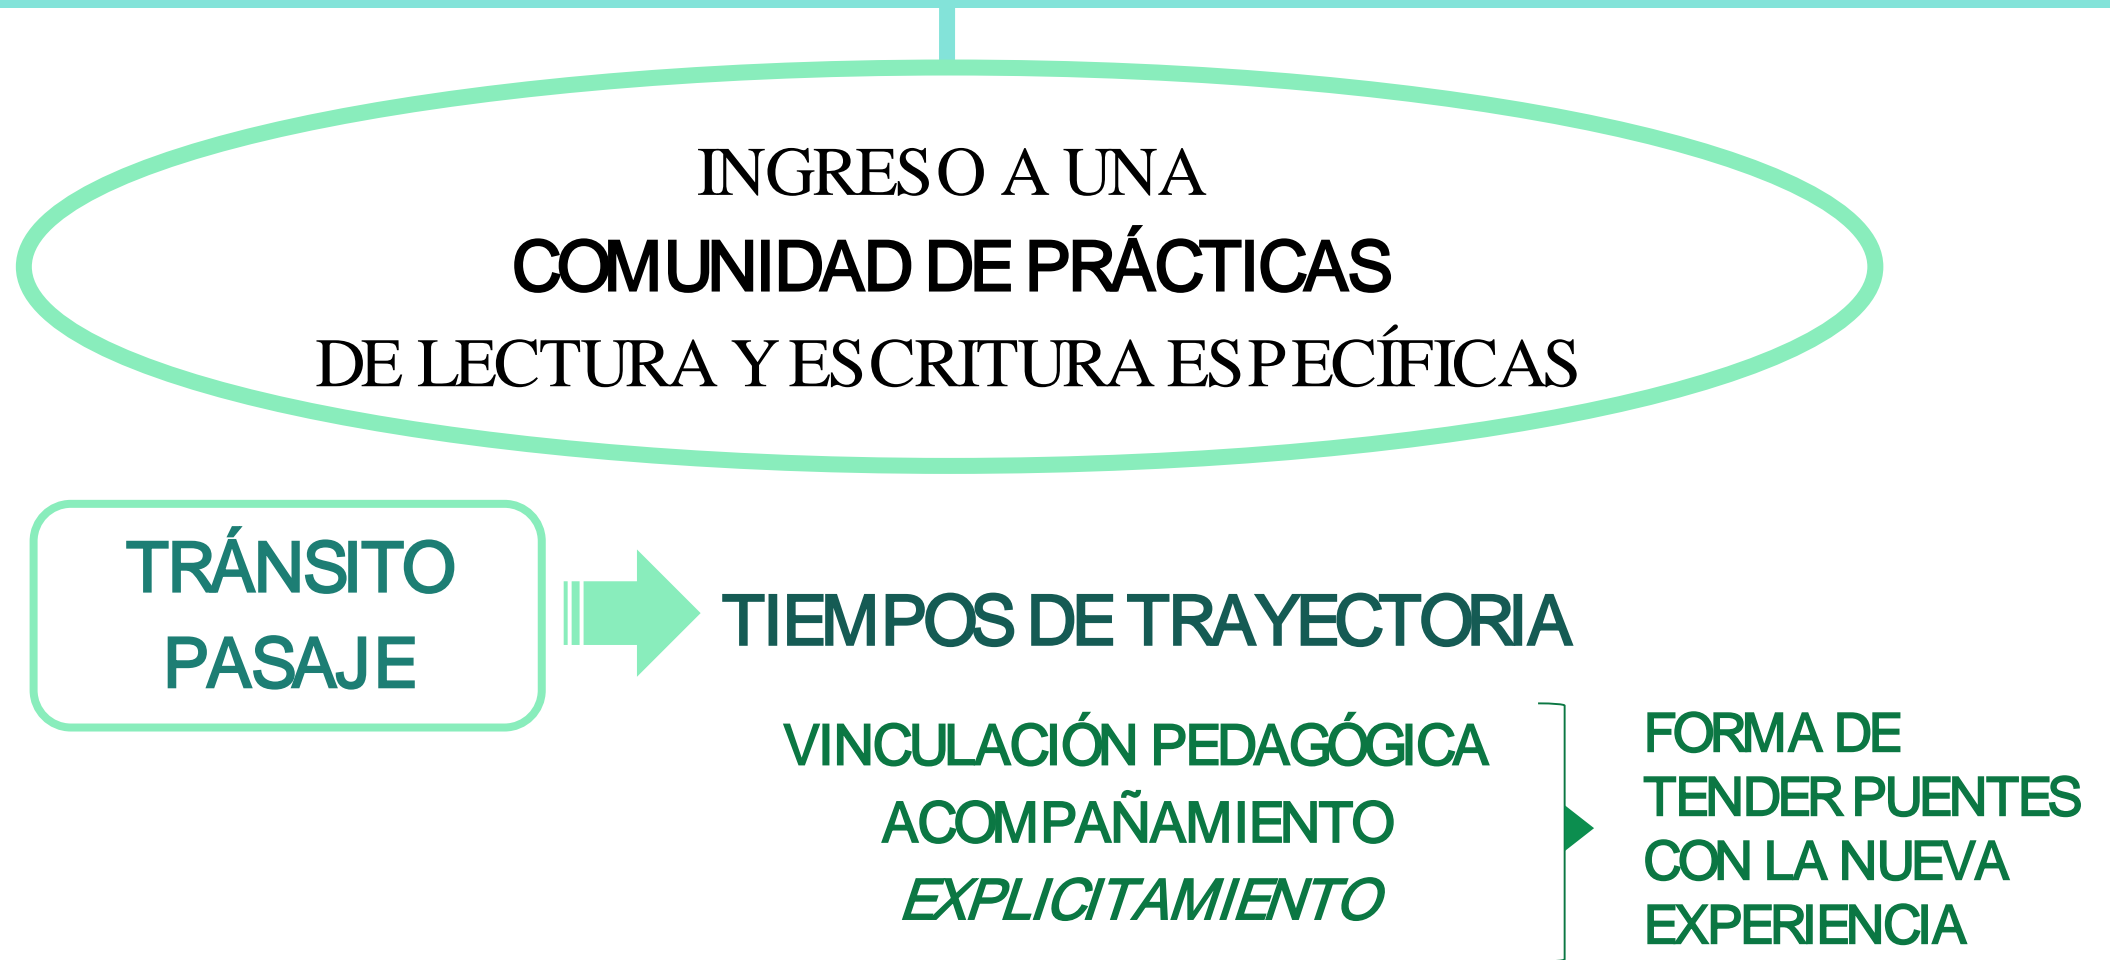 INGRESO A UNA
COMUNIDAD DE PRÁCTICAS
DE LECTURA Y ESCRITURA ESPECÍFICAS
TRÁNSITO
PASAJE
TIEMPOS DE TRAYECTORIA
VINCULACIÓN PEDAGÓGICA
ACOMPAÑAMIENTO
EXPLICITAMIENTO
FORMA DE
TENDER PUENTES
CON LA NUEVA
EXPERIENCIA